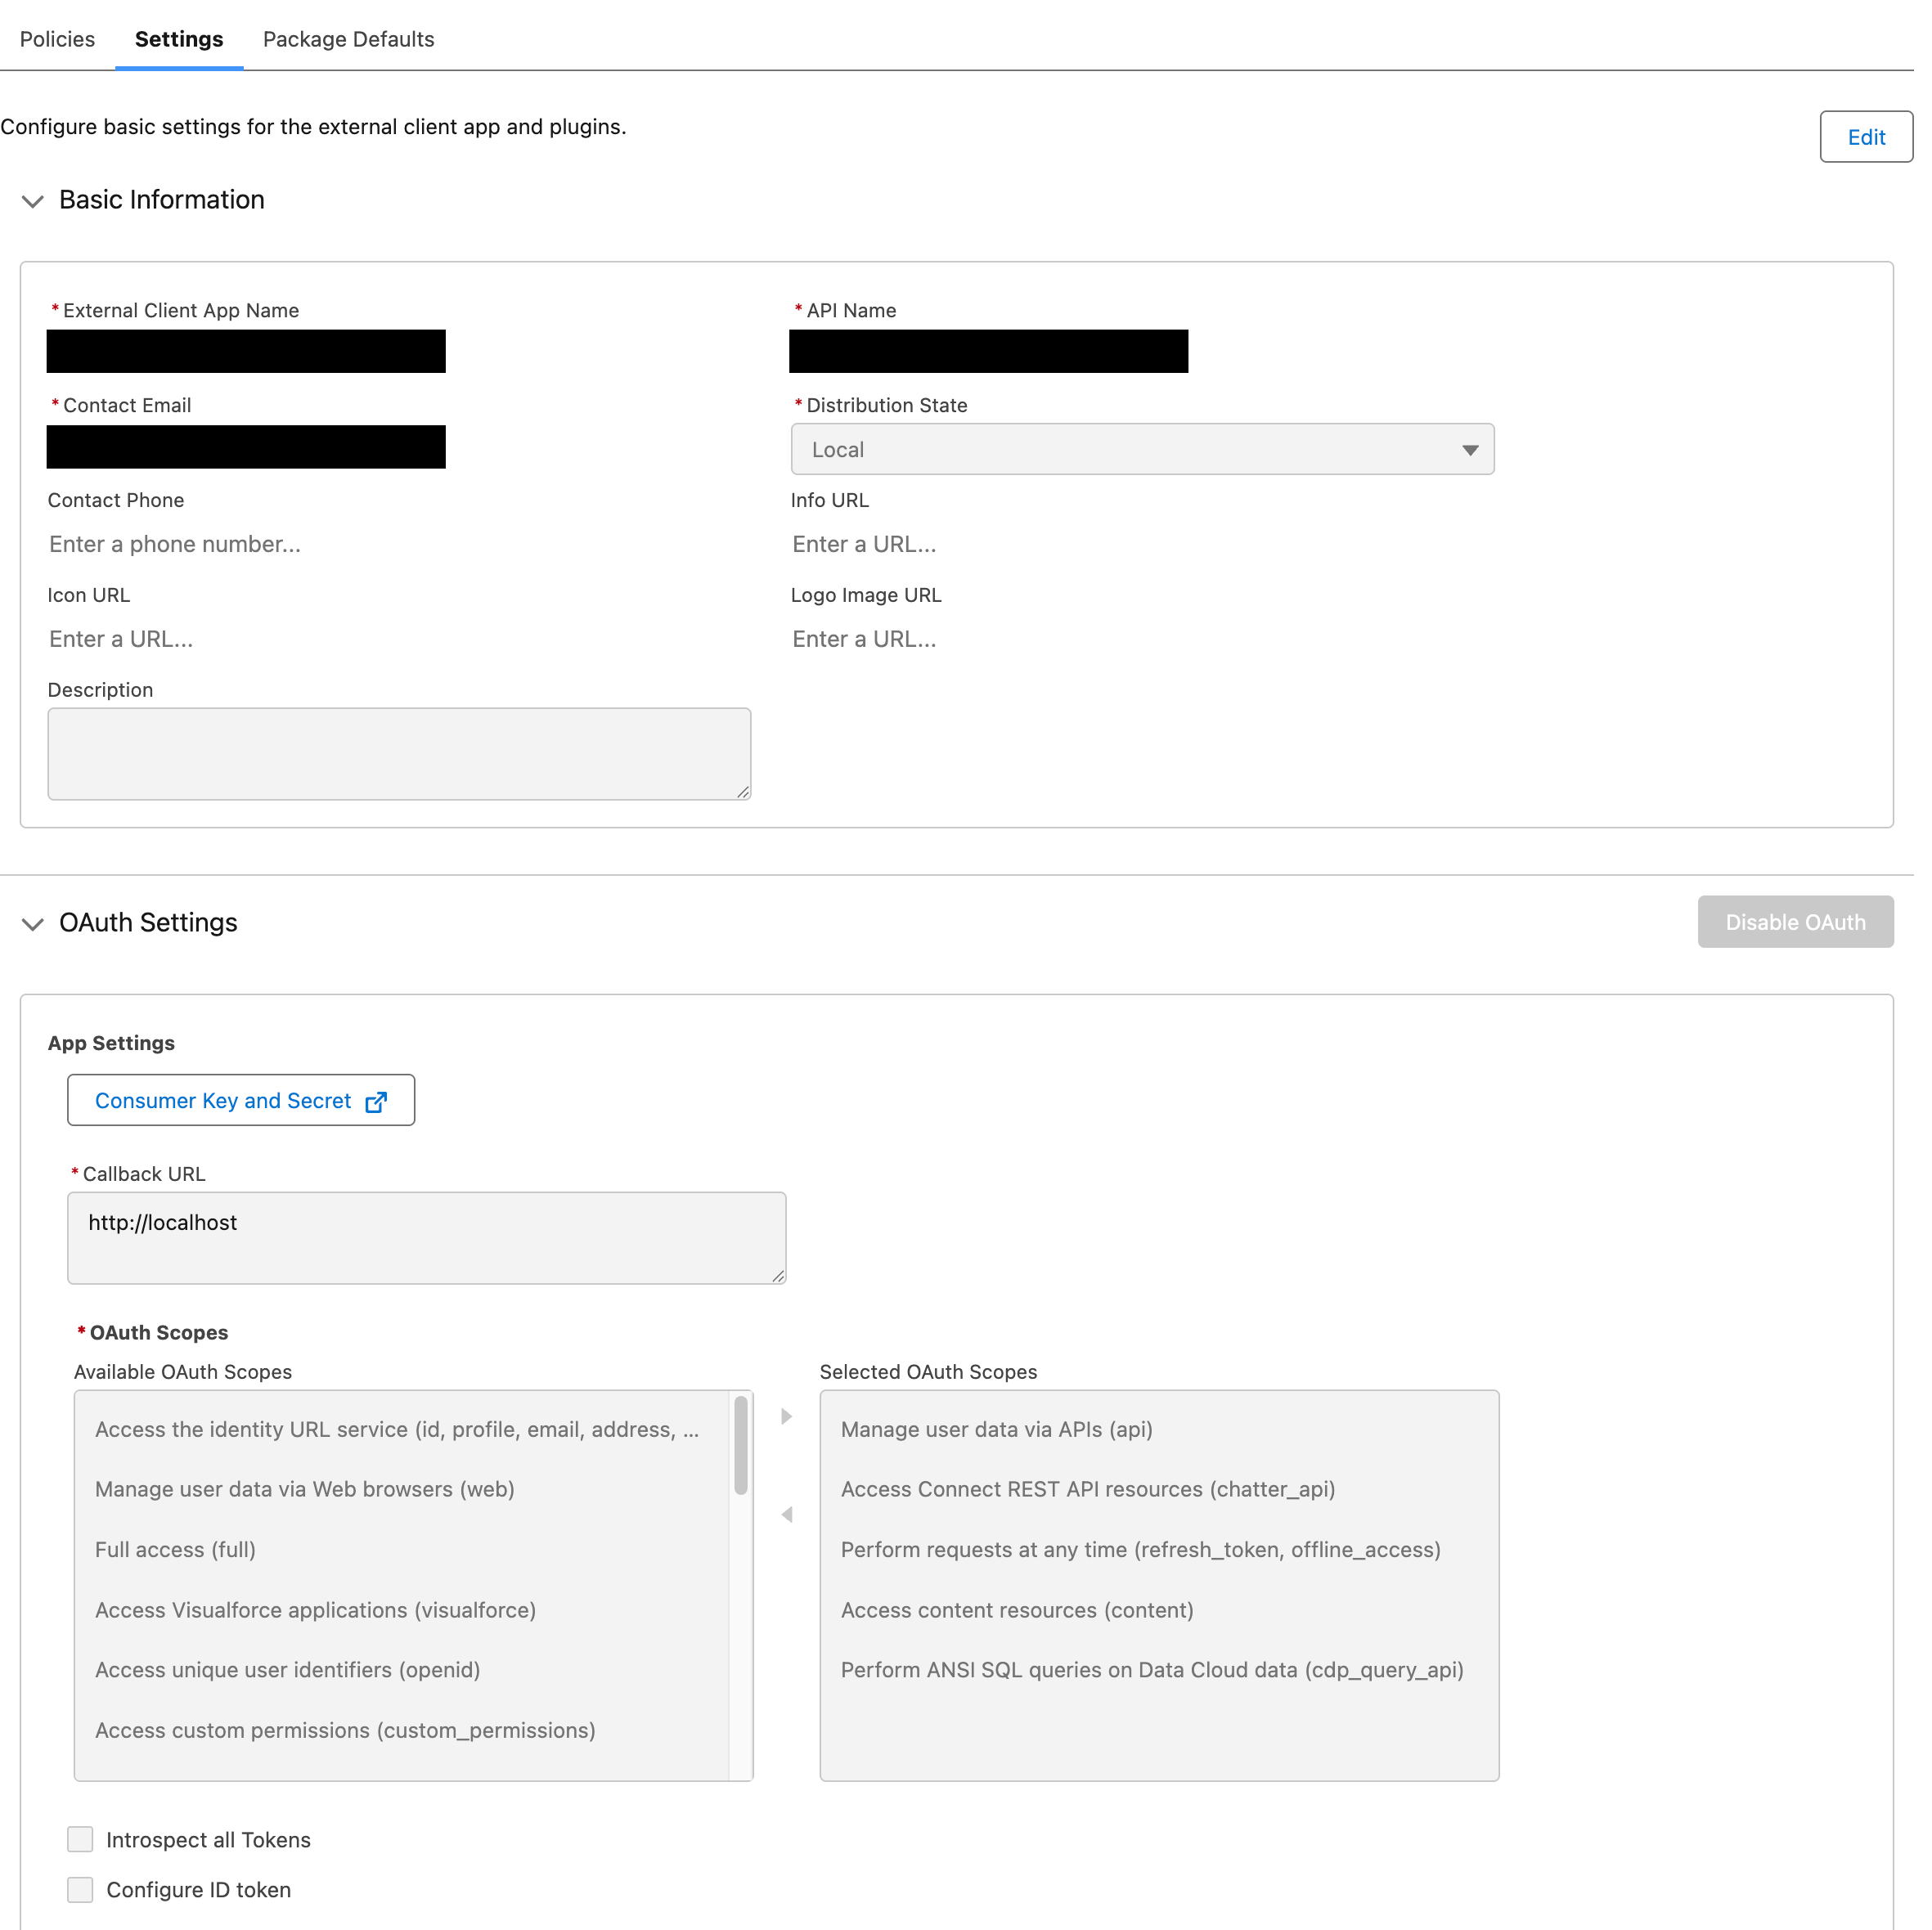 Policies Settings Package Defaults
Configure basic settings for the external client app and plugins.
Edit
Basic Information
* External Client App Name
* API Name
* Contact Email
* Distribution State
Local
Contact Phone
Info URL
Enter a phone number...
Enter a URL...
Icon URL
Logo Image URL
Enter a URL...
Enter a URL...
Description
OAuth Settings
Disable OAuth
App Settings
Consumer Key and Secret
* Callback URL
http://localhost
* OAuth Scopes
Available OAuth Scopes
Access the identity URL service (id, profile, email, address, ...
Manage user data via Web browsers (web)
Full access (full)
Access Visualforce applications (visualforce)
Access unique user identifiers (openid)
Access custom permissions (custom_permissions)
Selected OAuth Scopes
Manage user data via APIs (api)
Access Connect REST API resources (chatter_api)
Perform requests at any time (refresh_token, offline_access)
Access content resources (content)
Perform ANSI SQL queries on Data Cloud data (cdp_query_api)
Introspect all Tokens
Configure ID token